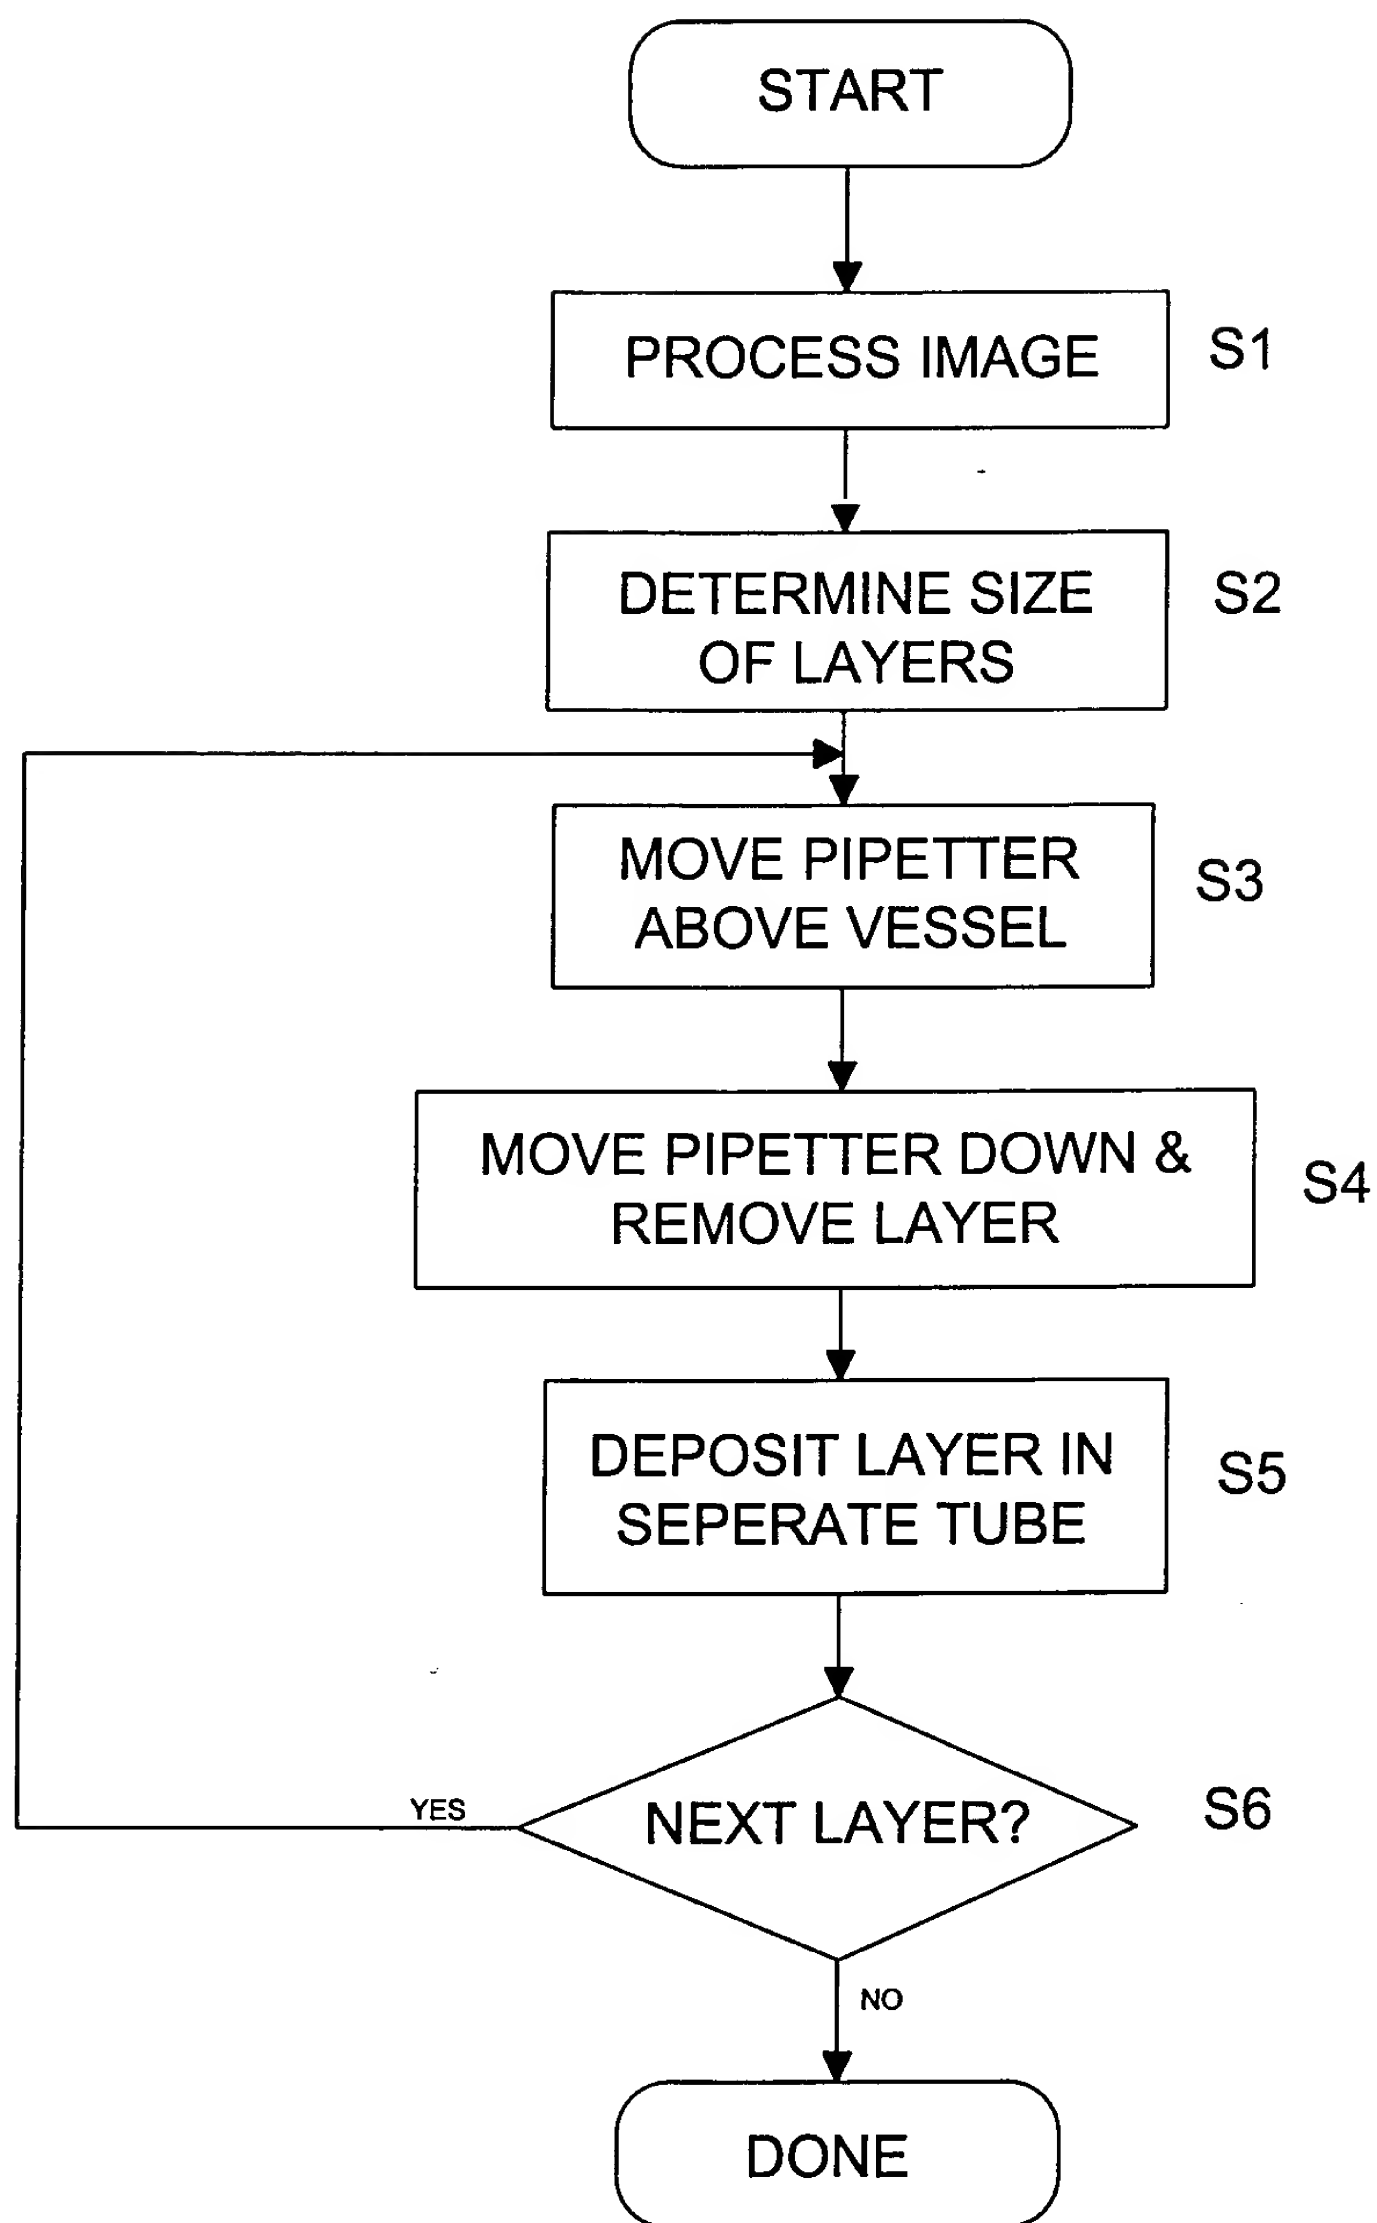 START
PROCESS IMAGE
S1
DETERMINE SIZE
OF LAYERS
S2
MOVE PIPETTER
ABOVE VESSEL
S3
MOVE PIPETTER DOWN &
REMOVE LAYER
S4
DEPOSIT LAYER IN
SEPERATE TUBE
S5
NEXT LAYER?
S6
YES
NO
DONE